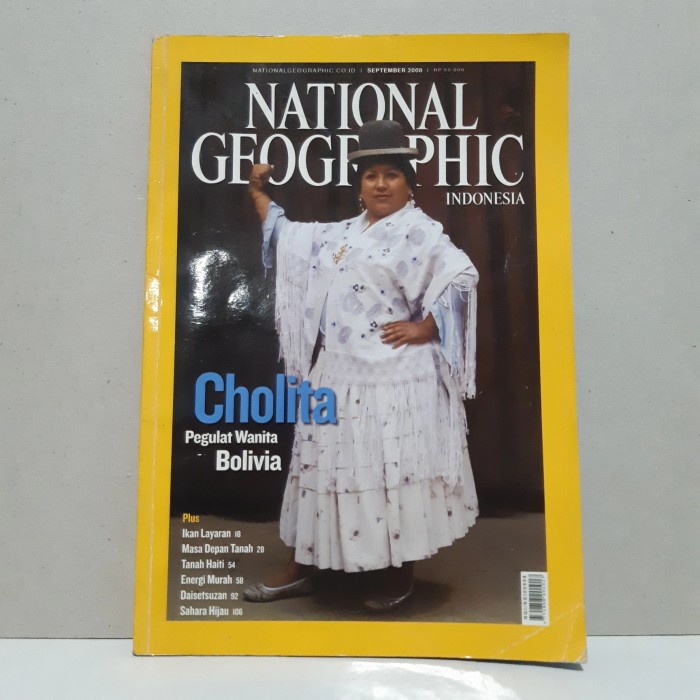 NATIONALGEOGRAPHIC.CO.ID | SEPTEMBER 2008 |
NATIONAL
GEOGRAPHIC
INDONESIA
Cholita
Pegulat Wanita
Bolivia
Plus
Ikan Layaran 18
Masa Depan Tanah 28
Tanah Haiti 54
Energi Murah 58
Daisetsuzan 92
Sahara Hijau 106